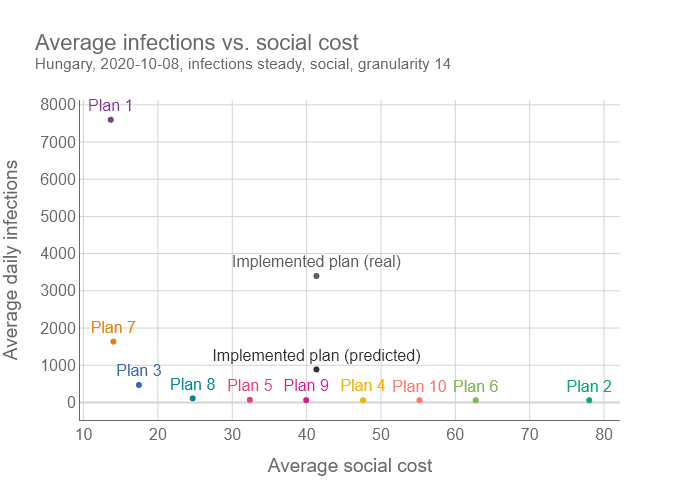 Average infections vs. social cost
Hungary, 2020-10-08, infections steady, social, granularity 14
Average daily infections
8000
7000
6000
5000
4000
3000
2000
1000
0
Plan 1
Implemented plan (real)
Plan 7
Implemented plan (predicted)
Plan 3
Plan 8
Plan 5
Plan 9
Plan 4
Plan 10
Plan 6
Plan 2
10 20 30 40 50 60 70 80
Average social cost